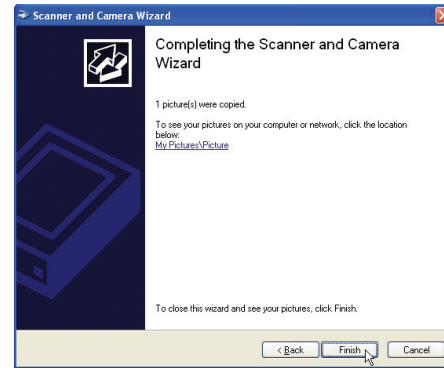 Scanner and Camera Wizard
Completing the Scanner and Camera
Wizard
1 picture(s) were copied.
To see your pictures on your computer or network, click the location
below:
My Pictures\Picture
To close this wizard and see your pictures, click Finish.
< Back Finish Cancel